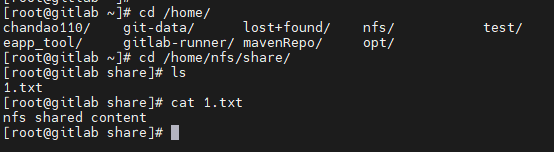 [root@gitlab ~]# cd /home/
chandao110/ git-data/ lost+found/ nfs/ test/
eapp_tool/ gitlab-runner/ mavenRepo/ opt/
[root@gitlab ~]# cd /home/nfs/share/
[root@gitlab share]# ls
1.txt
[root@gitlab share]# cat 1.txt
nfs shared content
[root@gitlab share]#